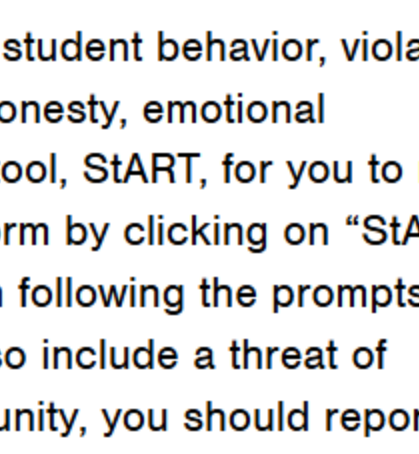 student behavior, viola
onesty, emotional
ool, StART, for you to
rm by clicking on “StA
following the prompts
so include a threat of
unity, you should repor